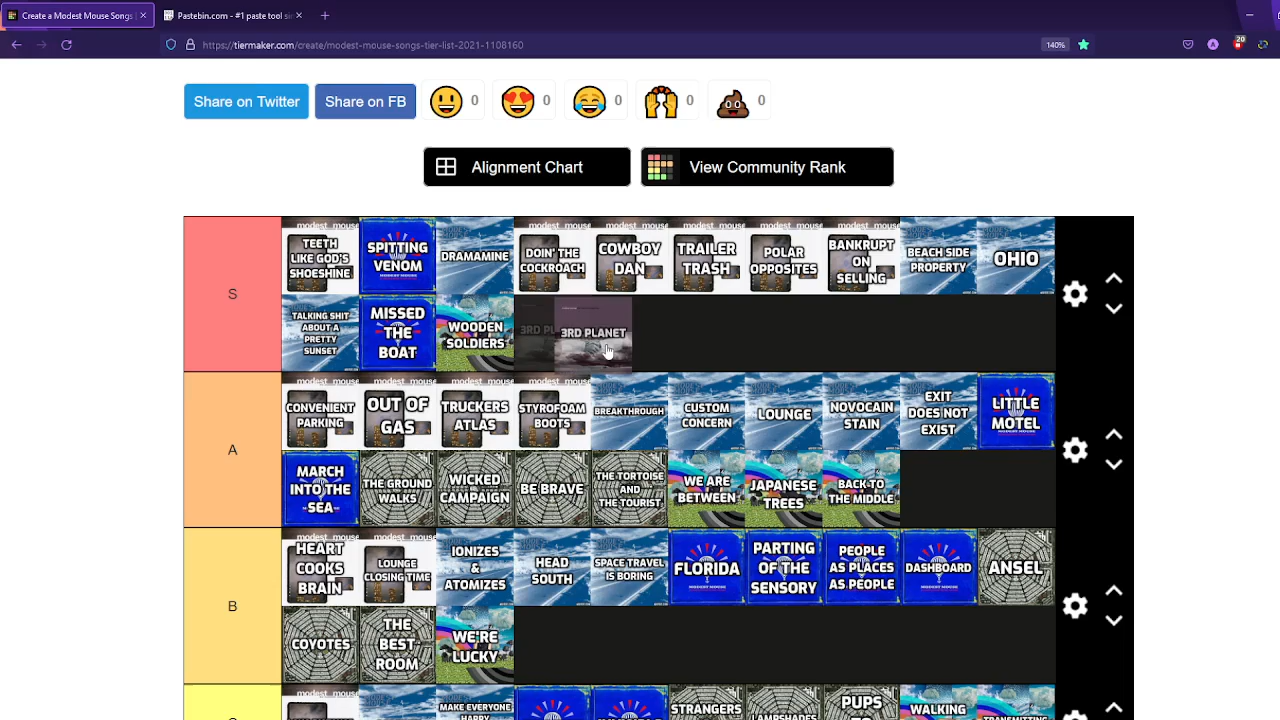 Create a Modest Mouse Songs
Pastebin.com - #1 paste tool sin
https://tiermaker.com/create/modest-mouse-songs-tier-list-2021-1108160
140%
20
Share on Twitter
Share on FB
0
0
0
0
0
Alignment Chart
View Community Rank
S
TEETH
LIKE GOD'S
SHOESHINE
SPITTING
VENOM
DRAMAMINE
DOIN' THE
COCKROACH
COWBOY
DAN
TRAILER
TRASH
POLAR
OPPOSITES
BANKRUPT
ON
SELLING
BEACH SIDE
PROPERTY
OHIO
TALKING SHIT
ABOUT A
PRETTY
SUNSET
MISSED
THE
BOAT
WOODEN
SOLDIERS
3RD PL
3RD PLANET
A
CONVENIENT
PARKING
OUT OF
GAS
TRUCKERS
ATLAS
STYROFOAM
BOOTS
BREAKTHROUGH
CUSTOM
CONCERN
LOUNGE
NOVOCAIN
STAIN
EXIT
DOES NOT
EXIST
LITTLE
MOTEL
MARCH
INTO THE
SEA
THE GROUND
WALKS
WICKED
CAMPAIGN
BE BRAVE
THE TORTOISE
AND
THE TOURIST
WE ARE
BETWEEN
JAPANESE
TREES
BACK TO
THE MIDDLE
B
HEART
COOKS
BRAIN
LOUNGE
CLOSING TIME
IONIZES
&
ATOMIZES
HEAD
SOUTH
SPACE TRAVEL
IS BORING
FLORIDA
PARTING
OF THE
SENSORY
PEOPLE
AS PLACES
AS PEOPLE
DASHBOARD
ANSEL
COYOTES
THE
BEST
ROOM
WE'RE
LUCKY
MAKE EVERYONE
HAPPY
STRANGERS
LAMPSHADES
PUPS
TO
WALKING
TRANSMITTING